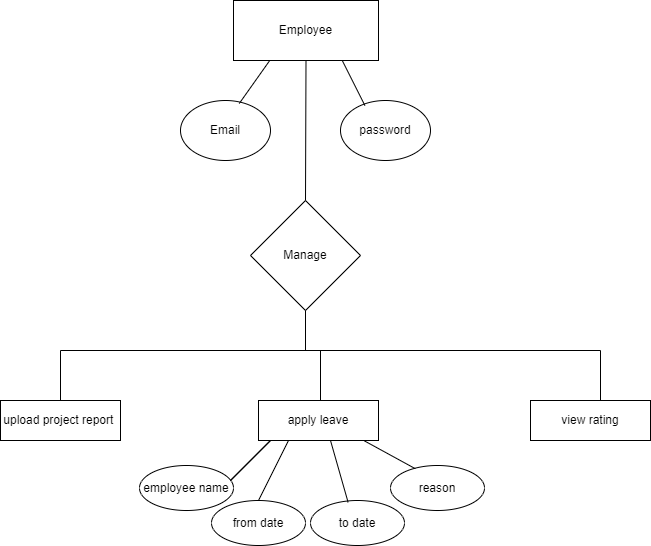 Employee
Email
password
Manage
upload project report
apply leave
view rating
employee name
reason
from date
to date